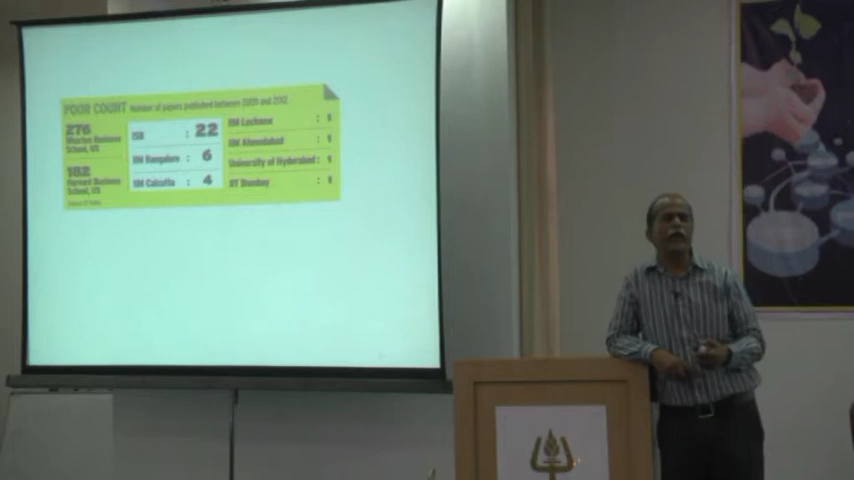 POOR COUNT Number of papers published between 2009 and 2012
276
Wharton Business
School, US
182
Harvard Business
School, US
ISB : 22
IIM Bangalore : 6
IIM Calcutta : 4
IIM Lucknow :
IIM Ahmedabad :
University of Hyderabad :
IIT Bombay :